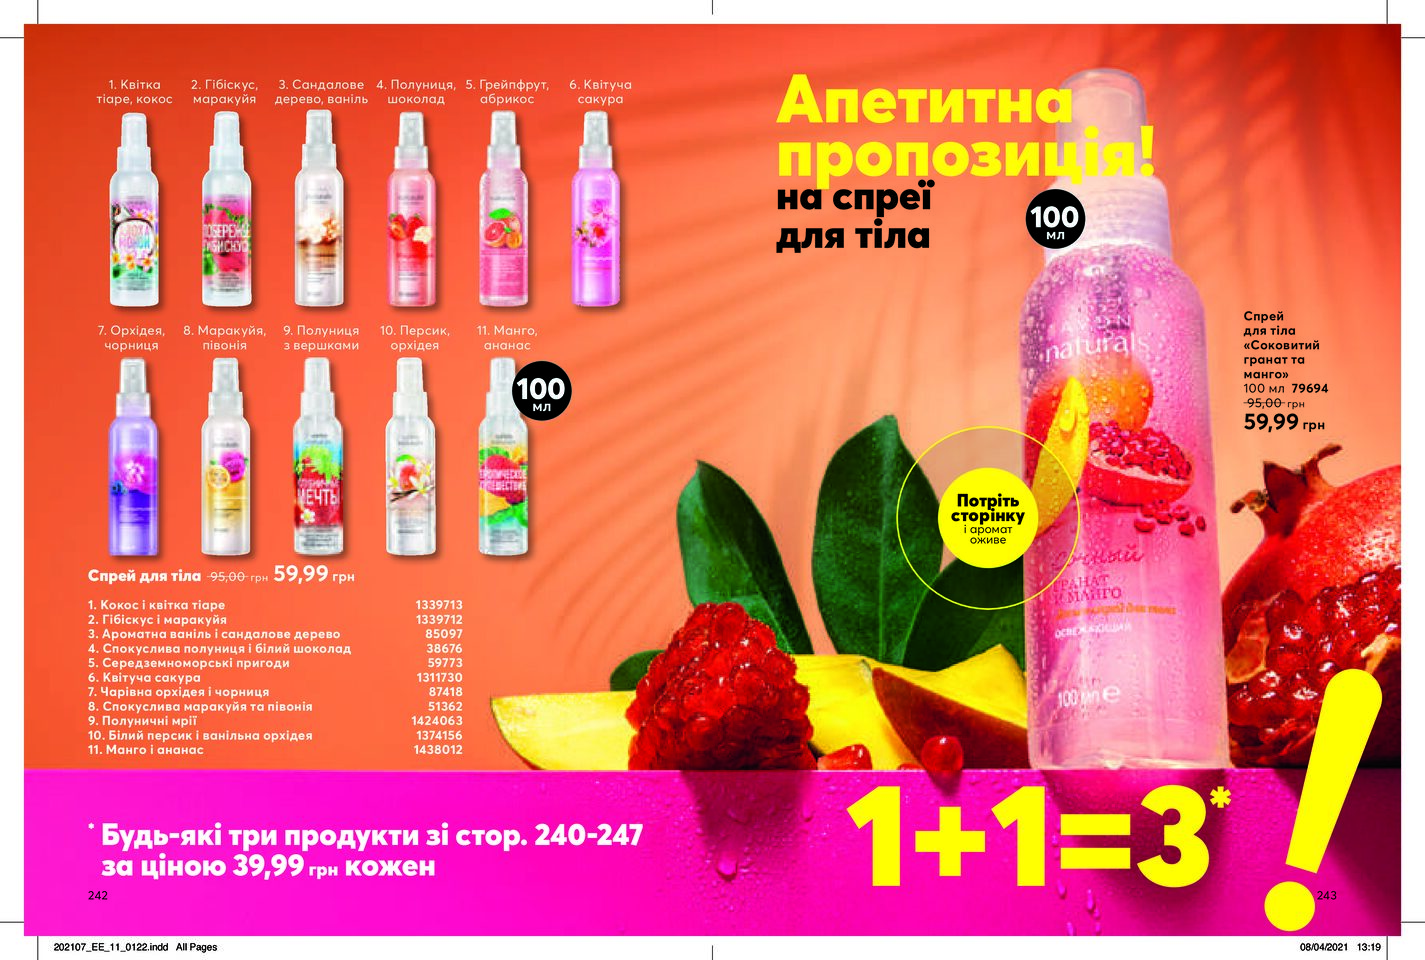 1. Квітка
тіаре, кокос
2. Гібіскус,
маракуйя
3. Сандалове
дерево, ваніль
4. Полуниця,
шоколад
5. Грейпфрут,
абрикос
6. Квітуча
сакура
7. Орхідея,
чорниця
8. Маракуйя,
півонія
9. Полуниця
з вершками
10. Персик,
орхідея
11. Манго,
ананас
100
мл
Спрей для тіла 95,00 грн 59,99 грн
1. Кокос і квітка тіаре 1339713
2. Гібіскус і маракуйя 1339712
3. Ароматна ваніль і сандалове дерево 85097
4. Спокуслива полуниця і білий шоколад 38676
5. Середземноморські пригоди 59773
6. Квітуча сакура 1311730
7. Чарівна орхідея і чорниця 87418
8. Спокуслива маракуйя та півонія 51362
9. Полуничні мрії 1424063
10. Білий персик і ванільна орхідея 1374156
11. Манго і ананас 1438012
* Будь-які три продукти зі стор. 240-247
за ціною 39,99 грн кожен
242
Апетитна
пропозиція!
на спреї
для тіла
100
мл
AVON
naturals
ГРАНАТ
И МАНГО
ОСВЕЖАЮЩИЙ
100 мл e
Потріть
сторінку
і аромат
оживе
Спрей
для тіла
«Соковитий
гранат та
манго»
100 мл 79694
95,00 грн
59,99 грн
1+1=3*
!
243
202107_EE_11_0122.indd All Pages
08/04/2021 13:19